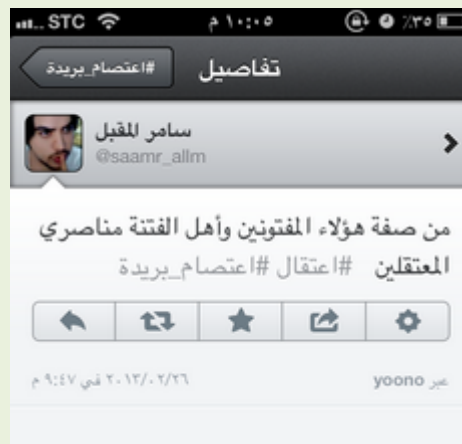 STC ١٠:٠٥ م ٪٣٥
#اعتصام_بريدة تفاصيل
سامر المقبل
@saamr_allm
من صفة هؤلاء المفتونين وأهل الفتنة مناصري
المعتقلين #اعتقال #اعتصام_بريدة
عبر yoono ٢٠١٣/٠٢/٢٦ في ٩:٤٧ م